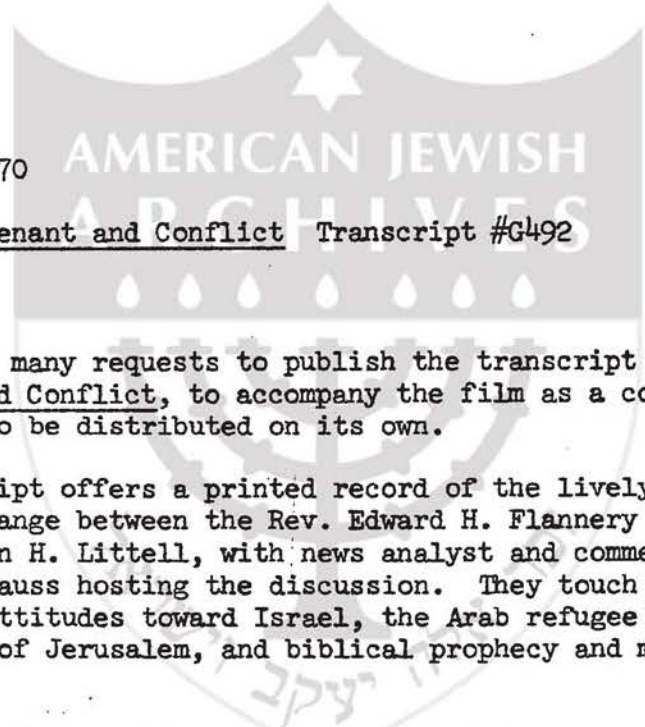 AMERICAN JEWISH
ARCHIVES
70
enant and Conflict Transcript #G492
many requests to publish the transcript
d Conflict, to accompany the film as a co
o be distributed on its own.
ipt offers a printed record of the lively
ange between the Rev. Edward H. Flannery
n H. Littell, with news analyst and comme
auss hosting the discussion. They touch
ttitudes toward Israel, the Arab refugee
of Jerusalem, and biblical prophecy and m
יעקב